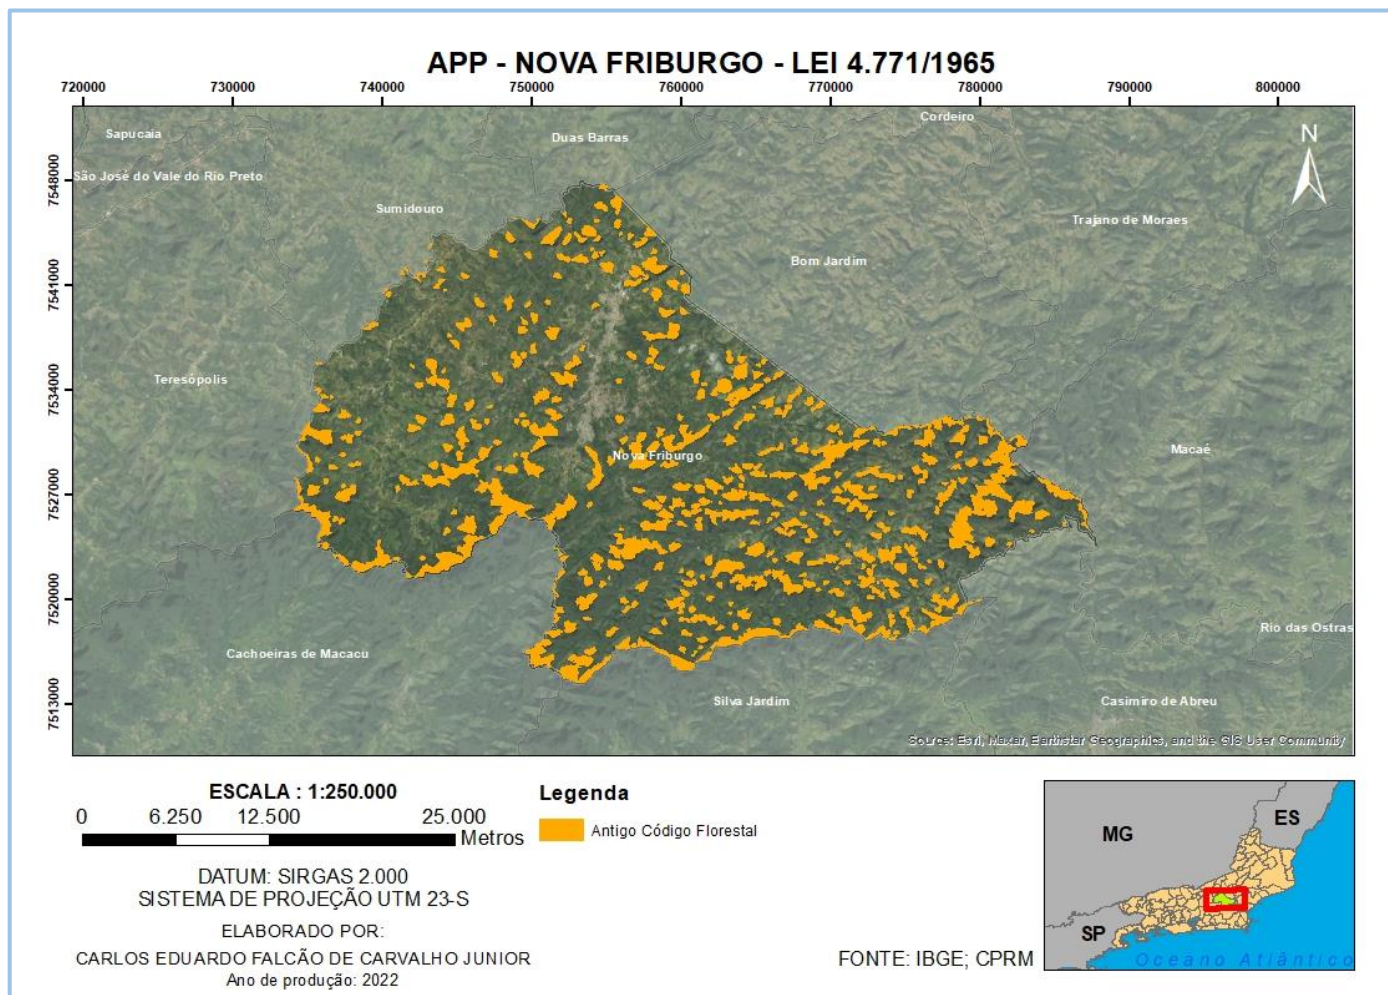 APP - NOVA FRIBURGO - LEI 4.771/1965
720000 730000 740000 750000 760000 770000 780000 790000 800000
Cordeiro
Sapucaia
Duas Barras
N
São José do Vale do Rio Preto
7548000
Sumidouro
Trajano de Moraes
Bom Jardim
7541000
Teresópolis
7534000
Nova Friburgo
Macaé
7527000
7520000
Rio das Ostras
Cachoeiras de Macacu
Silva Jardim
Casimiro de Abreu
7513000
Source: Esri, Maxar, Earthstar Geographics, and the GIS User Community
ESCALA : 1:250.000
0 6.250 12.500 25.000
Metros
DATUM: SIRGAS 2.000
SISTEMA DE PROJEÇÃO UTM 23-S
ELABORADO POR:
CARLOS EDUARDO FALCÃO DE CARVALHO JUNIOR
Ano de produção: 2022
Legenda
Antigo Código Florestal
FONTE: IBGE; CPRM
MG
ES
SP
Oceano Atlântico